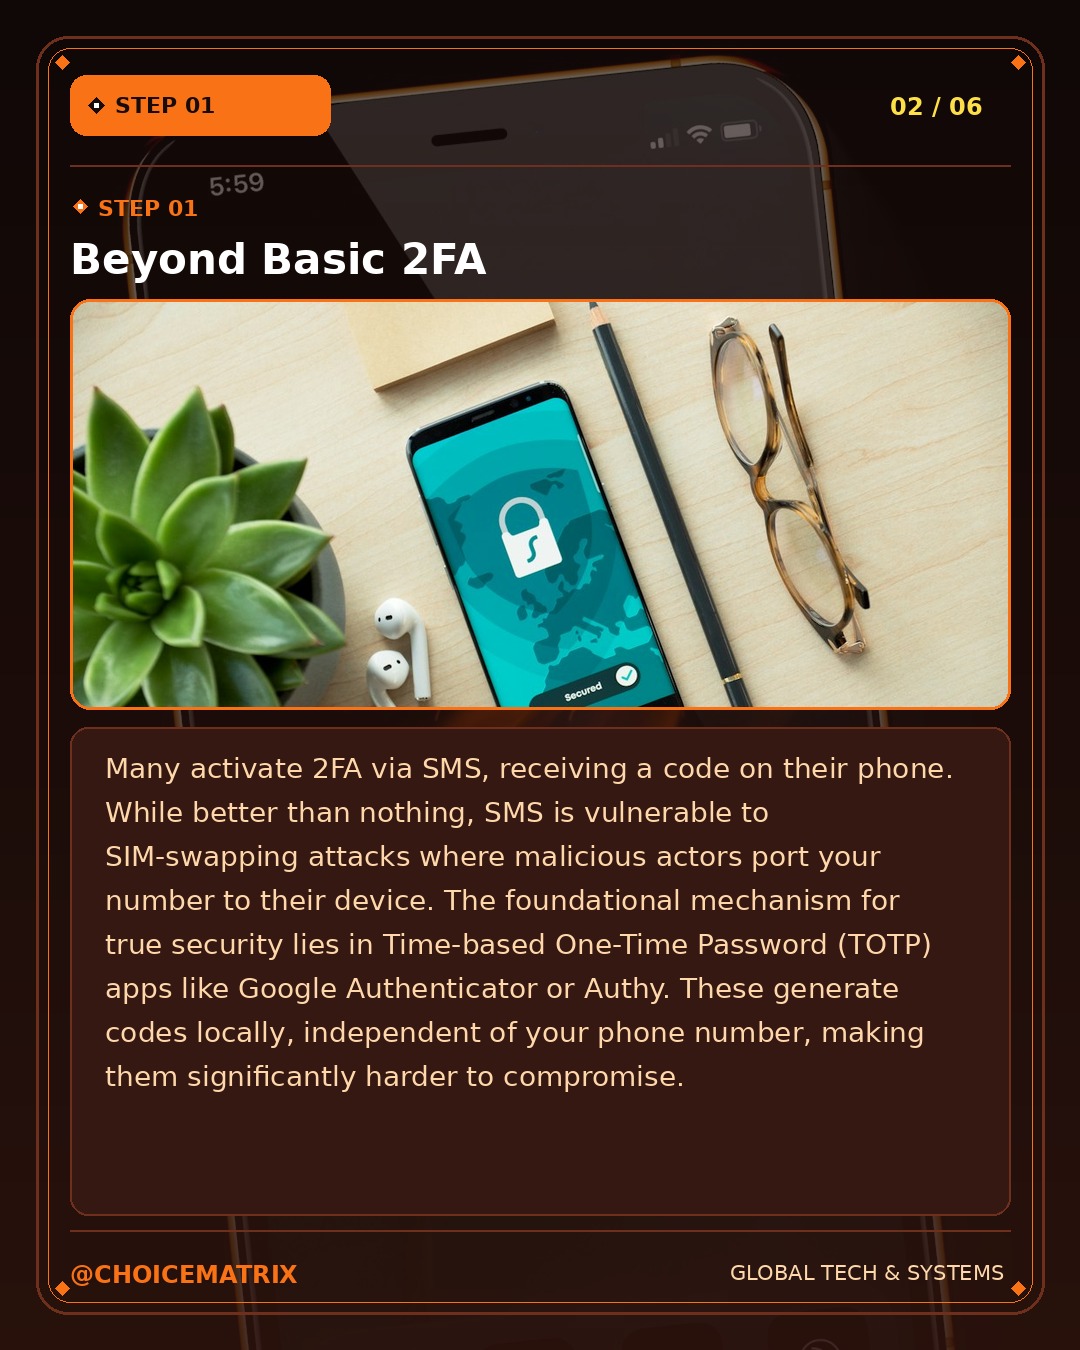 STEP 01
02 / 06
5:59
STEP 01
Beyond Basic 2FA
Secured
Many activate 2FA via SMS, receiving a code on their phone.
While better than nothing, SMS is vulnerable to
SIM-swapping attacks where malicious actors port your
number to their device. The foundational mechanism for
true security lies in Time-based One-Time Password (TOTP)
apps like Google Authenticator or Authy. These generate
codes locally, independent of your phone number, making
them significantly harder to compromise.
@CHOICEMATRIX
GLOBAL TECH & SYSTEMS